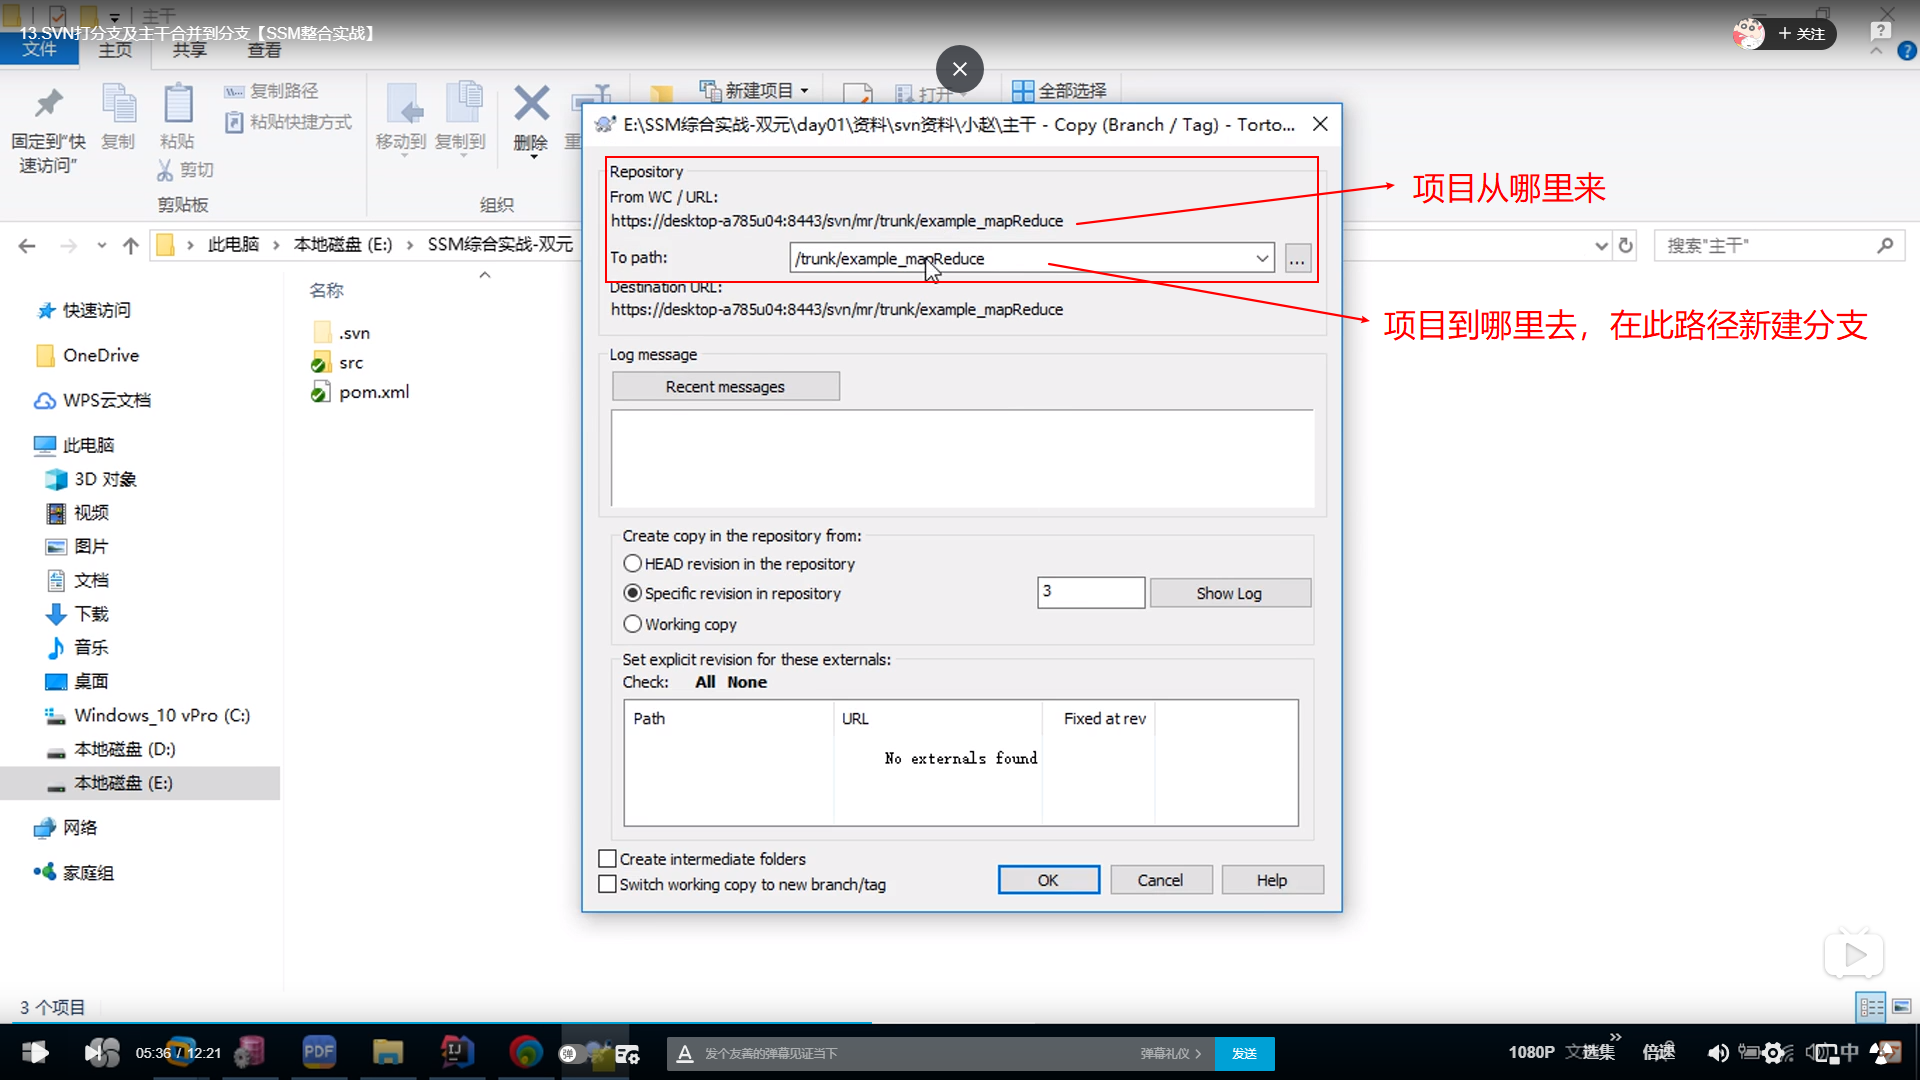 主干
13.SVN打分支及主干合并到分支【SSM整合实战】
+ 关注
文件
主页
共享
查看
固定到"快速访问"
复制
粘贴
复制路径
粘贴快捷方式
剪切
剪贴板
移动到
复制到
删除
重
组织
新建项目
打开
全部选择
此电脑
本地磁盘 (E:)
SSM综合实战-双元
搜索"主干"
快速访问
OneDrive
WPS云文档
此电脑
3D 对象
视频
图片
文档
下载
音乐
桌面
Windows_10 vPro (C:)
本地磁盘 (D:)
本地磁盘 (E:)
网络
家庭组
名称
.svn
src
pom.xml
E:\SSM综合实战-双元\day01\资料\svn资料\小赵\主干 - Copy (Branch / Tag) - Torto...
Repository
From WC / URL:
https://desktop-a785u04:8443/svn/mr/trunk/example_mapReduce
To path:
/trunk/example_mapReduce
...
Destination URL:
https://desktop-a785u04:8443/svn/mr/trunk/example_mapReduce
项目从哪里来
项目到哪里去，在此路径新建分支
Log message
Recent messages
Create copy in the repository from:
HEAD revision in the repository
Specific revision in repository
3
Show Log
Working copy
Set explicit revision for these externals:
Check: All None
Path URL Fixed at rev
No externals found
Create intermediate folders
Switch working copy to new branch/tag
OK
Cancel
Help
3 个项目
05:36 / 12:21
PDF
IJ
弹
A
发个友善的弹幕见证当下
弹幕礼仪 >
发送
1080P
选集
倍速
中